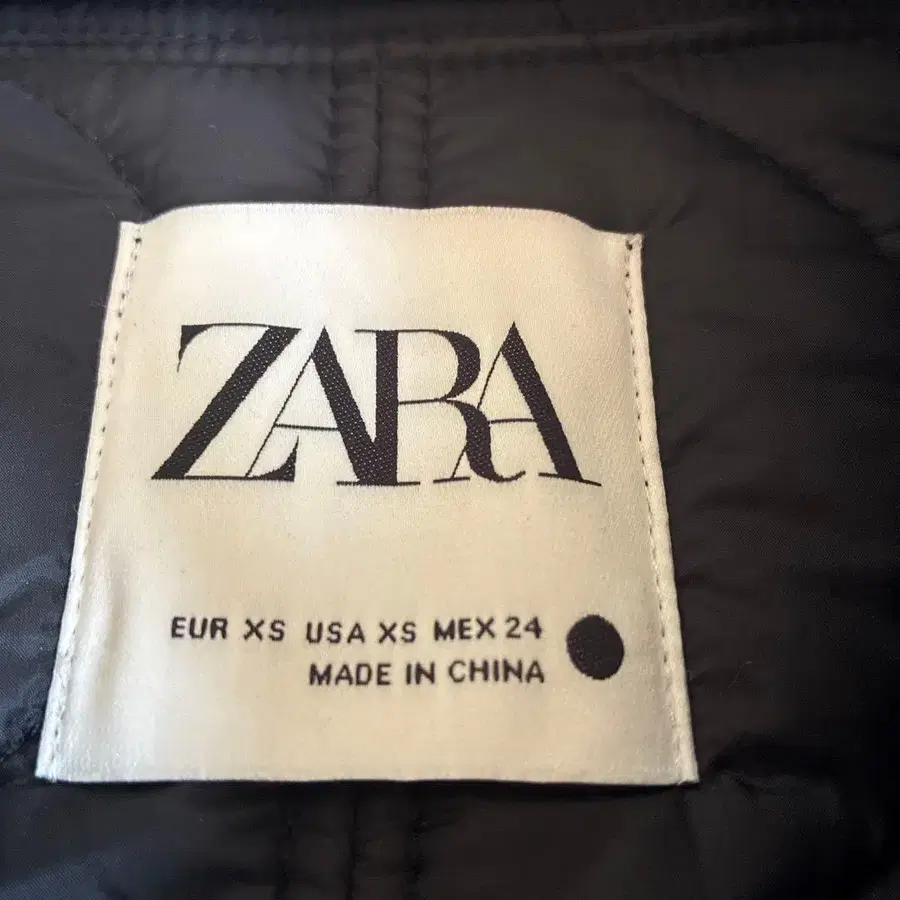 ZARA
EUR XS USA XS MEX 24
MADE IN CHINA